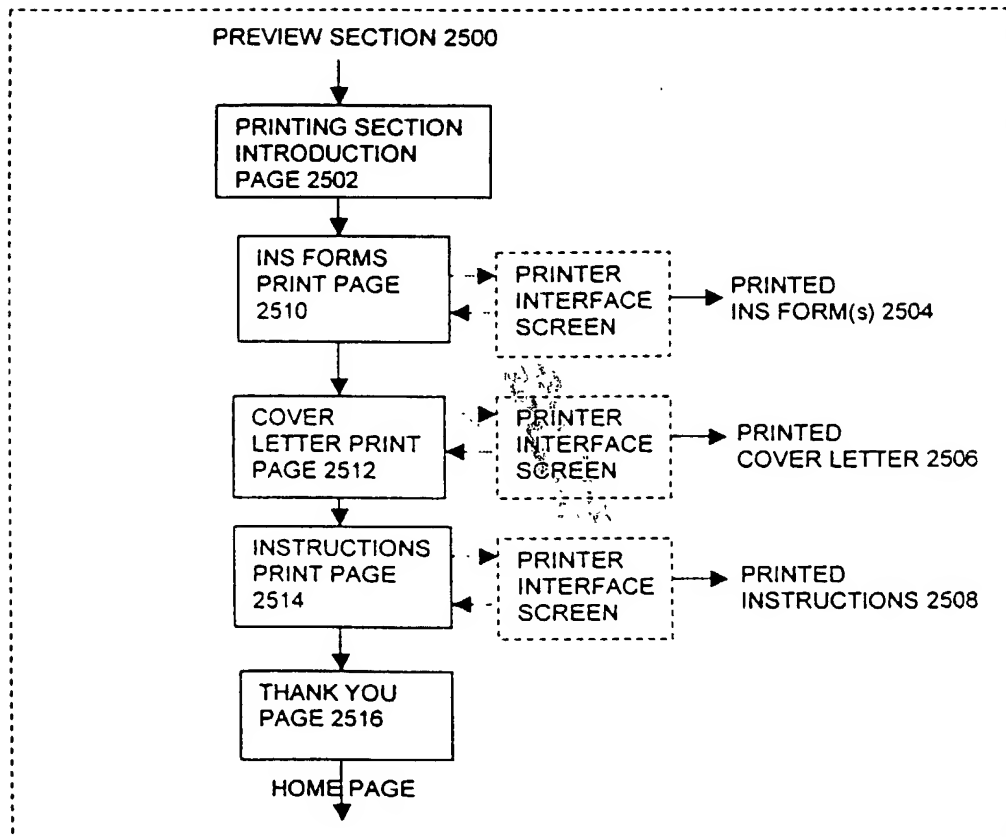 PREVIEW SECTION 2500
PRINTING SECTION
INTRODUCTION
PAGE 2502
INS FORMS
PRINT PAGE
2510
PRINTER
INTERFACE
SCREEN
PRINTED
INS FORM(s) 2504
COVER
LETTER PRINT
PAGE 2512
PRINTER
INTERFACE
SCREEN
PRINTED
COVER LETTER 2506
INSTRUCTIONS
PRINT PAGE
2514
PRINTER
INTERFACE
SCREEN
PRINTED
INSTRUCTIONS 2508
THANK YOU
PAGE 2516
HOME PAGE